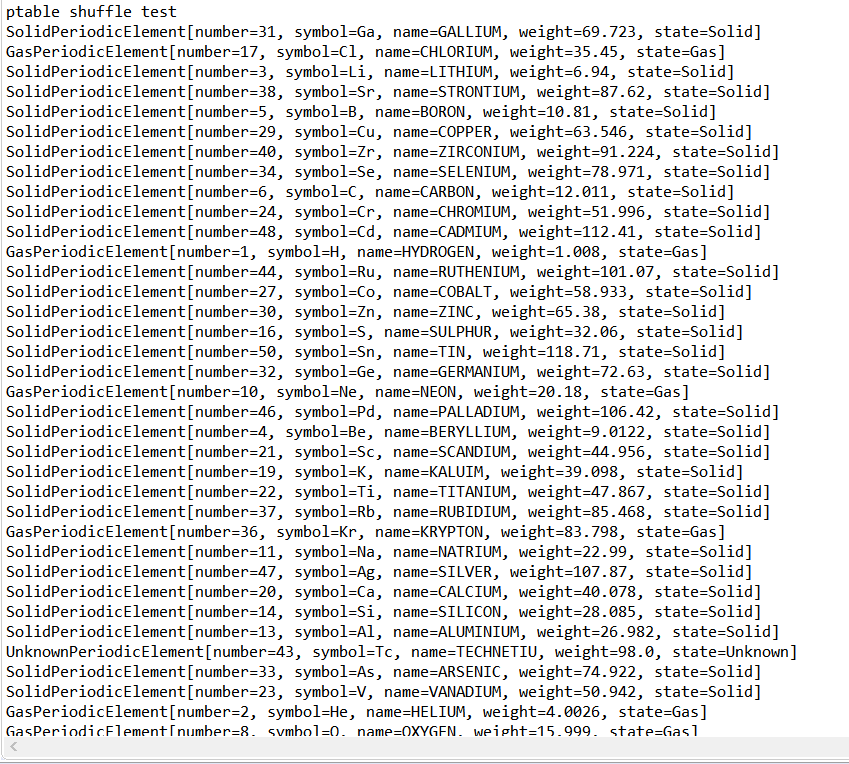 ptable shuffle test
SolidPeriodicElement[number=31, symbol=Ga, name=GALLIUM, weight=69.723, state=Solid]
GasPeriodicElement[number=17, symbol=Cl, name=CHLORIUM, weight=35.45, state=Gas]
SolidPeriodicElement[number=3, symbol=Li, name=LITHIUM, weight=6.94, state=Solid]
SolidPeriodicElement[number=38, symbol=Sr, name=STRONTIUM, weight=87.62, state=Solid]
SolidPeriodicElement[number=5, symbol=B, name=BORON, weight=10.81, state=Solid]
SolidPeriodicElement[number=29, symbol=Cu, name=COPPER, weight=63.546, state=Solid]
SolidPeriodicElement[number=40, symbol=Zr, name=ZIRCONIUM, weight=91.224, state=Solid]
SolidPeriodicElement[number=34, symbol=Se, name=SELENIUM, weight=78.971, state=Solid]
SolidPeriodicElement[number=6, symbol=C, name=CARBON, weight=12.011, state=Solid]
SolidPeriodicElement[number=24, symbol=Cr, name=CHROMIUM, weight=51.996, state=Solid]
SolidPeriodicElement[number=48, symbol=Cd, name=CADMIUM, weight=112.41, state=Solid]
GasPeriodicElement[number=1, symbol=H, name=HYDROGEN, weight=1.008, state=Gas]
SolidPeriodicElement[number=44, symbol=Ru, name=RUTHENIUM, weight=101.07, state=Solid]
SolidPeriodicElement[number=27, symbol=Co, name=COBALT, weight=58.933, state=Solid]
SolidPeriodicElement[number=30, symbol=Zn, name=ZINC, weight=65.38, state=Solid]
SolidPeriodicElement[number=16, symbol=S, name=SULPHUR, weight=32.06, state=Solid]
SolidPeriodicElement[number=50, symbol=Sn, name=TIN, weight=118.71, state=Solid]
SolidPeriodicElement[number=32, symbol=Ge, name=GERMANIUM, weight=72.63, state=Solid]
GasPeriodicElement[number=10, symbol=Ne, name=NEON, weight=20.18, state=Gas]
SolidPeriodicElement[number=46, symbol=Pd, name=PALLADIUM, weight=106.42, state=Solid]
SolidPeriodicElement[number=4, symbol=Be, name=BERYLLIUM, weight=9.0122, state=Solid]
SolidPeriodicElement[number=21, symbol=Sc, name=SCANDIUM, weight=44.956, state=Solid]
SolidPeriodicElement[number=19, symbol=K, name=KALUIM, weight=39.098, state=Solid]
SolidPeriodicElement[number=22, symbol=Ti, name=TITANIUM, weight=47.867, state=Solid]
SolidPeriodicElement[number=37, symbol=Rb, name=RUBIDIUM, weight=85.468, state=Solid]
GasPeriodicElement[number=36, symbol=Kr, name=KRYPTON, weight=83.798, state=Gas]
SolidPeriodicElement[number=11, symbol=Na, name=NATRIUM, weight=22.99, state=Solid]
SolidPeriodicElement[number=47, symbol=Ag, name=SILVER, weight=107.87, state=Solid]
SolidPeriodicElement[number=20, symbol=Ca, name=CALCIUM, weight=40.078, state=Solid]
SolidPeriodicElement[number=14, symbol=Si, name=SILICON, weight=28.085, state=Solid]
SolidPeriodicElement[number=13, symbol=Al, name=ALUMINIUM, weight=26.982, state=Solid]
UnknownPeriodicElement[number=43, symbol=Tc, name=TECHNETIU, weight=98.0, state=Unknown]
SolidPeriodicElement[number=33, symbol=As, name=ARSENIC, weight=74.922, state=Solid]
SolidPeriodicElement[number=23, symbol=V, name=VANADIUM, weight=50.942, state=Solid]
GasPeriodicElement[number=2, symbol=He, name=HELIUM, weight=4.0026, state=Gas]
GasPeriodicElement[number=8, symbol=O, name=OXYGEN, weight=15.999, state=Gas]